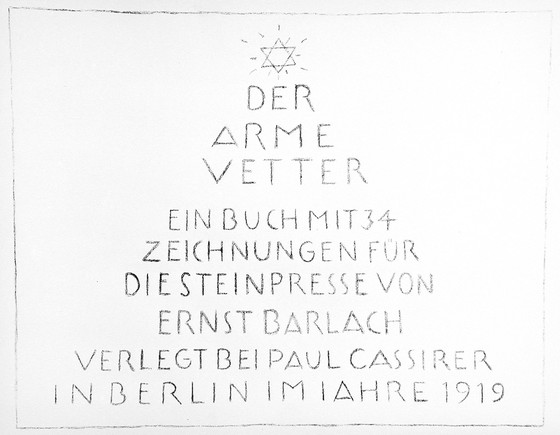 DER
ARME
VETTER
EIN BUCH MIT 34
ZEICHNUNGEN FÜR
DIE STEINPRESSE VON
ERNST BARLACH
VERLEGT BEI PAUL CASSIRER
IN BERLIN IM IAHRE 1919